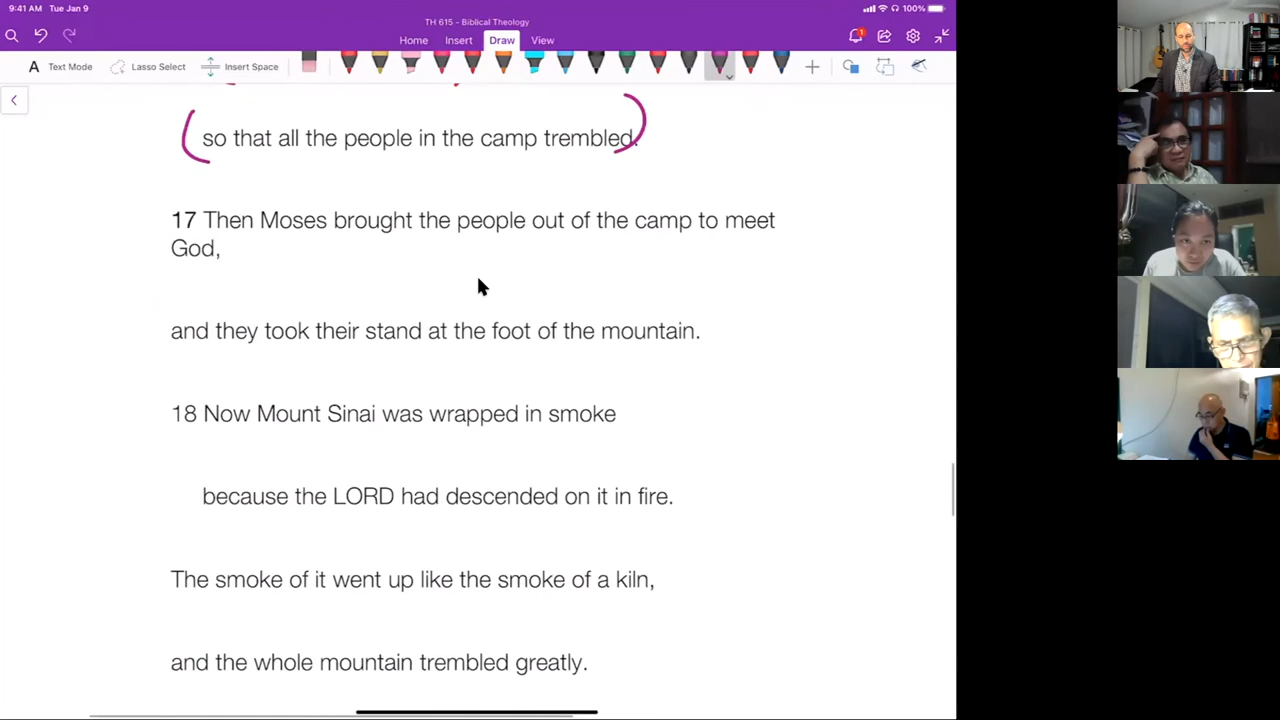 9:41 AM Tue Jan 9
100%
TH 615 - Biblical Theology
Home Insert Draw View
1
A Text Mode Lasso Select Insert Space
so that all the people in the camp trembled.
17 Then Moses brought the people out of the camp to meet
God,
and they took their stand at the foot of the mountain.
18 Now Mount Sinai was wrapped in smoke
because the LORD had descended on it in fire.
The smoke of it went up like the smoke of a kiln,
and the whole mountain trembled greatly.